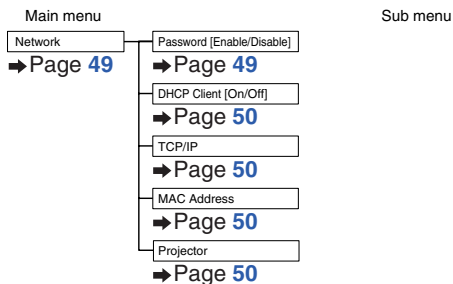 Main menu Sub menu
Network Password [Enable/Disable]
➡Page 49 ➡Page 49
DHCP Client [On/Off]
➡Page 50
TCP/IP
➡Page 50
MAC Address
➡Page 50
Projector
➡Page 50